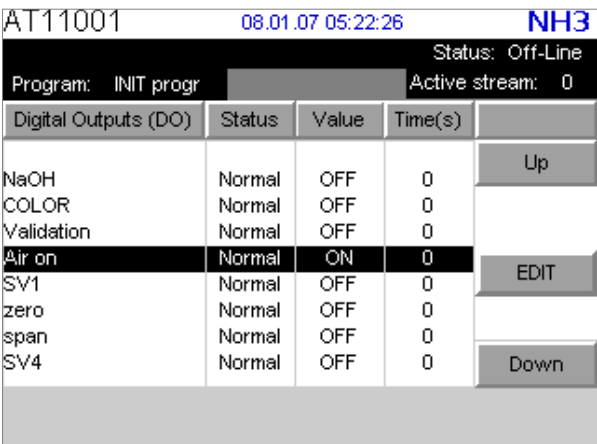 AT11001 08.01.07 05:22:26 NH3
Status: Off-Line
Program: INIT progr Active stream: 0
Digital Outputs (DO) Status Value Time(s)
Up
NaOH Normal OFF 0
COLOR Normal OFF 0
Validation Normal OFF 0
Air on Normal ON 0
EDIT
SV1 Normal OFF 0
zero Normal OFF 0
span Normal OFF 0
SV4 Normal OFF 0
Down